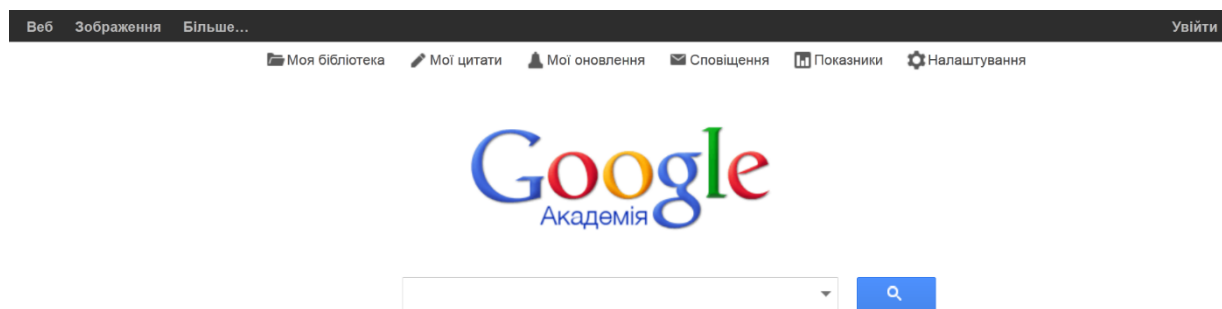 Веб Зображення Більше… Увійти
Моя бібліотека Мої цитати Мої оновлення Сповіщення Показники Налаштування
Google
Академія